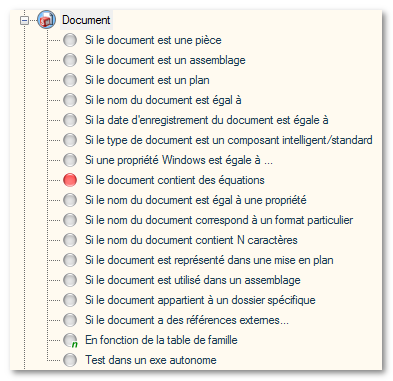 Document
Si le document est une pièce
Si le document est un assemblage
Si le document est un plan
Si le nom du document est égal à
Si la date d'enregistrement du document est égale à
Si le type de document est un composant intelligent/standard
Si une propriété Windows est égale à ...
Si le document contient des équations
Si le nom du document est égal à une propriété
Si le nom du document correspond à un format particulier
Si le nom du document contient N caractères
Si le document est représenté dans une mise en plan
Si le document est utilisé dans un assemblage
Si le document appartient à un dossier spécifique
Si le document a des références externes...
n En fonction de la table de famille
Test dans un exe autonome